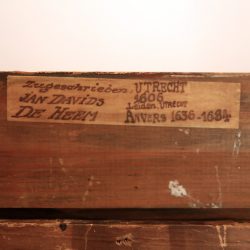 Zugeschrieben. UTRECHT
JAN DAVIDS 1606
Leiden, Utrecht
DE HEEM ANVERS 1636-1684